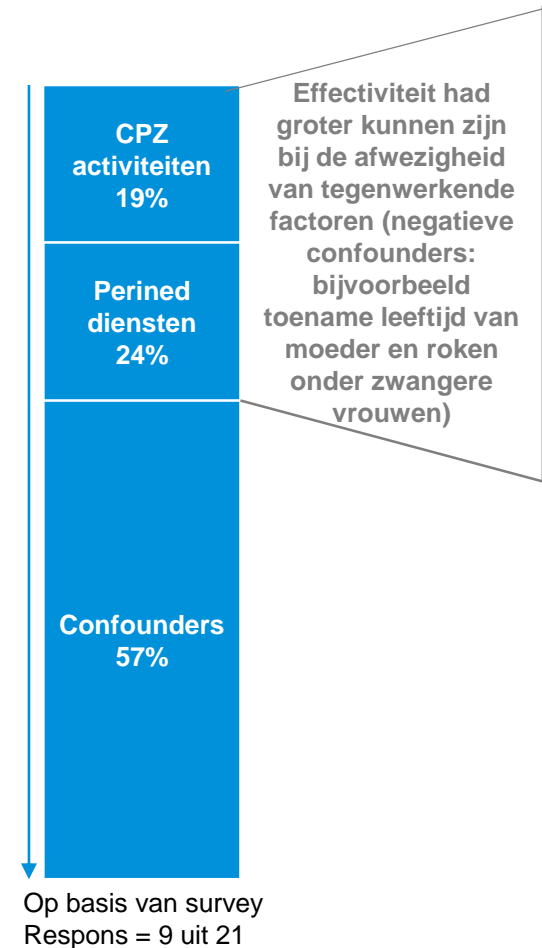 CPZ
activiteiten
19%
Effectiviteit had
groter kunnen zijn
bij de afwezigheid
van tegenwerkende
factoren (negatieve
confounders:
bijvoorbeeld
toename leeftijd van
moeder en roken
onder zwangere
vrouwen)
Perined
diensten
24%
Confounders
57%
Op basis van survey
Respons = 9 uit 21